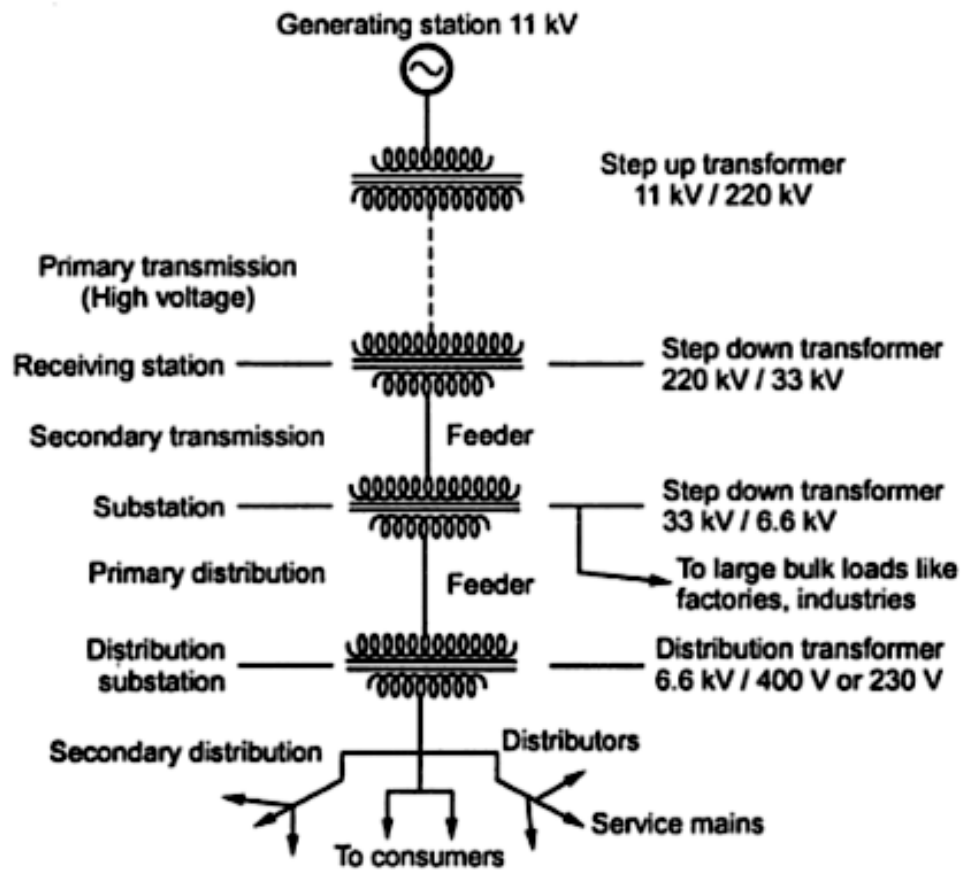 Generating station 11 kV
Step up transformer
11 kV / 220 kV
Primary transmission
(High voltage)
Receiving station
Step down transformer
220 kV / 33 kV
Secondary transmission
Feeder
Substation
Step down transformer
33 kV / 6.6 kV
Primary distribution
Feeder
To large bulk loads like
factories, industries
Distribution
substation
Distribution transformer
6.6 kV / 400 V or 230 V
Secondary distribution
Distributors
Service mains
To consumers